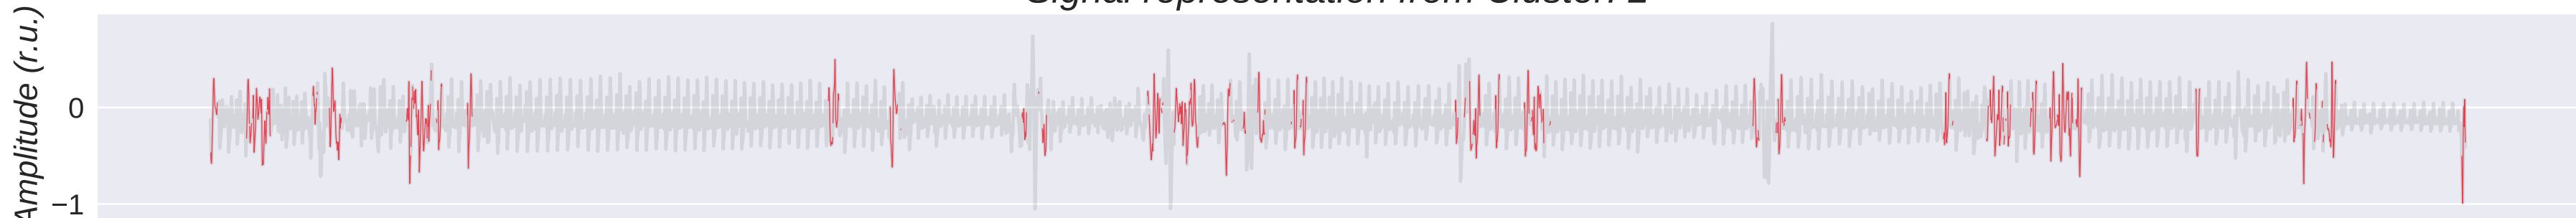 Signal representation from Cluster: 2
Amplitude (r.u.)
0
−1